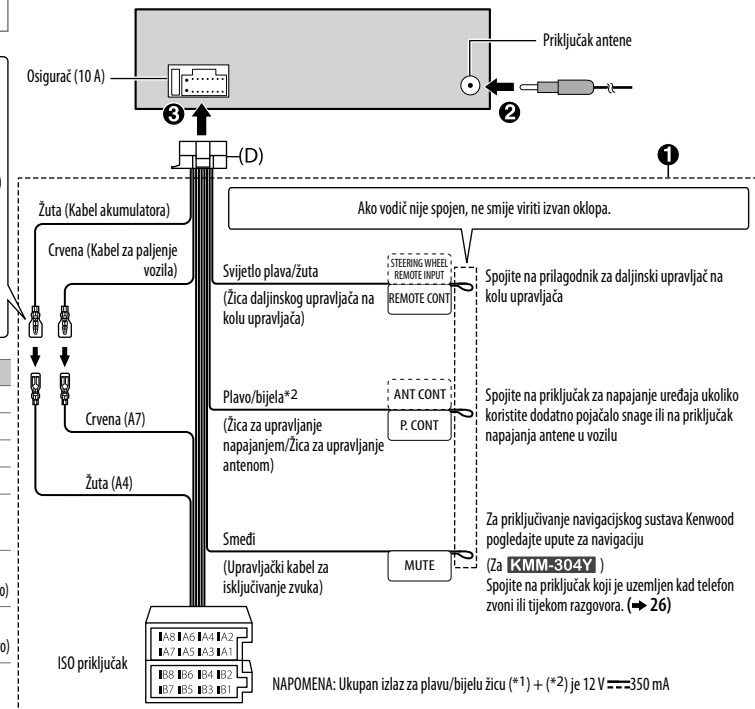 Priključak antene
Osigurač (10 A)
❸
❷
(D)
❶
Žuta (Kabel akumulatora)
Ako vodič nije spojen, ne smije viriti izvan oklopa.
Crvena (Kabel za paljenje
vozila)
Svijetlo plava/žuta
(Žica daljinskog upravljača na
kolu upravljača)
STEERING WHEEL
REMOTE INPUT
REMOTE CONT
Spojite na prilagodnik za daljinski upravljač na
kolu upravljača
Plavo/bijela*2
(Žica za upravljanje
napajanjem/Žica za upravljanje
antenom)
ANT CONT
P. CONT
Spojite na priključak za napajanje uređaja ukoliko
koristite dodatno pojačalo snage ili na priključak
napajanja antene u vozilu
Crvena (A7)
Žuta (A4)
Smeđi
(Upravljački kabel za
isključivanje zvuka)
MUTE
Za priključivanje navigacijskog sustava Kenwood
pogledajte upute za navigaciju
(Za KMM-304Y )
Spojite na priključak koji je uzemljen kad telefon
zvoni ili tijekom razgovora. (➡ 26)
ISO priključak
A8 A6 A4 A2
A7 A5 A3 A1
B8 B6 B4 B2
B7 B5 B3 B1
NAPOMENA: Ukupan izlaz za plavu/bijelu žicu (*1) + (*2) je 12 V ⎓ 350 mA
o)
o)